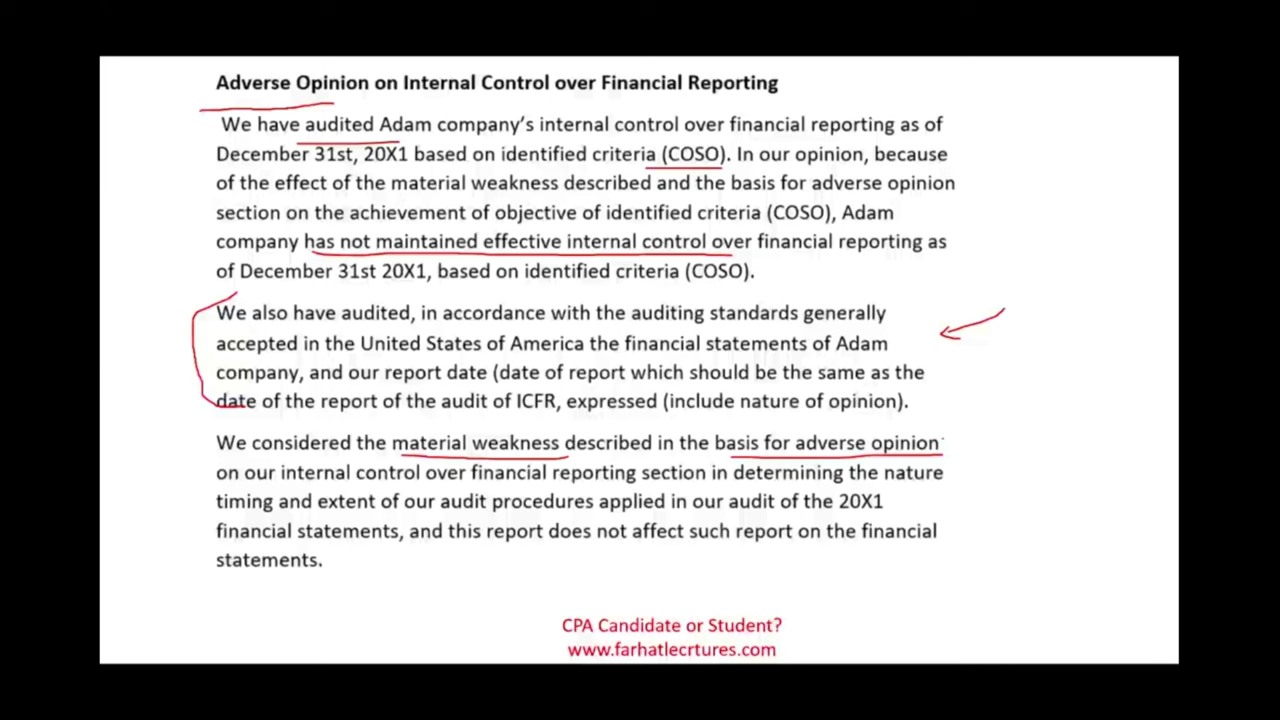 Adverse Opinion on Internal Control over Financial Reporting
We have audited Adam company's internal control over financial reporting as of
December 31st, 20X1 based on identified criteria (COSO). In our opinion, because
of the effect of the material weakness described and the basis for adverse opinion
section on the achievement of objective of identified criteria (COSO), Adam
company has not maintained effective internal control over financial reporting as
of December 31st 20X1, based on identified criteria (COSO).
We also have audited, in accordance with the auditing standards generally
accepted in the United States of America the financial statements of Adam
company, and our report date (date of report which should be the same as the
date of the report of the audit of ICFR, expressed (include nature of opinion).
We considered the material weakness described in the basis for adverse opinion
on our internal control over financial reporting section in determining the nature
timing and extent of our audit procedures applied in our audit of the 20X1
financial statements, and this report does not affect such report on the financial
statements.
CPA Candidate or Student?
www.farhatlecrtures.com